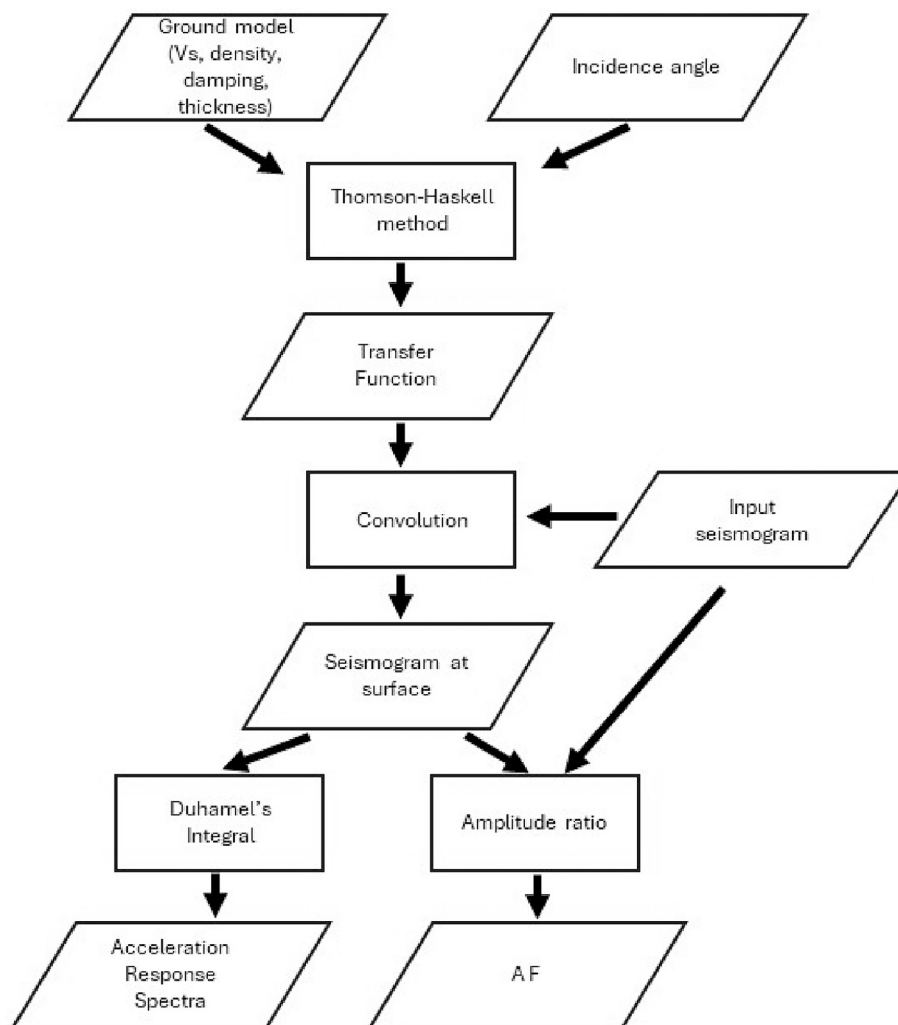 Ground model
(Vs, density,
damping,
thickness)
Incidence angle
Thomson-Haskell
method
Transfer
Function
Convolution
Input
seismogram
Seismogram at
surface
Duhamel's
Integral
Amplitude ratio
Acceleration
Response
Spectra
AF